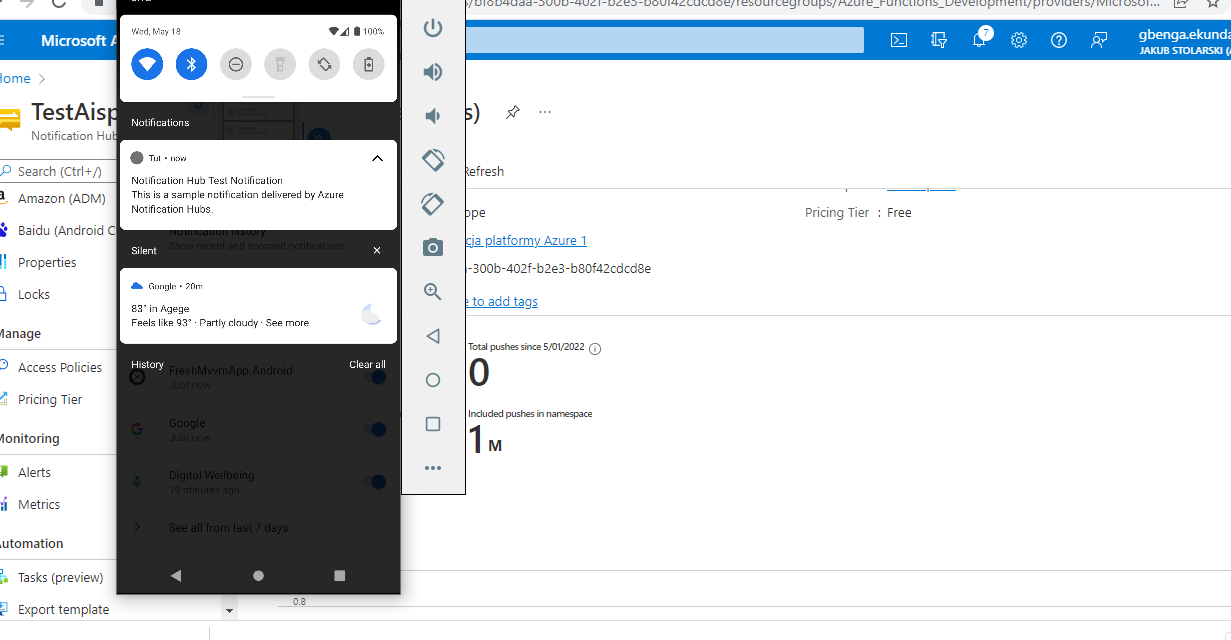 /bf8b4daa-300b-402f-b2e3-b80f42cdcd8e/resourcegroups/Azure_Functions_Development/providers/Microsoft...
Microsoft A
7
gbenga.ekunda
JAKUB STOLARSKI (
Home
TestAisp
Notification Hub
s)
...
Search (Ctrl+/)
Refresh
Amazon (ADM)
Baidu (Android C
Properties
Locks
Manage
Access Policies
Pricing Tier
Monitoring
Alerts
Metrics
Automation
Tasks (preview)
Export template
Wed, May 18
100%
Notifications
Tut • now
Notification Hub Test Notification
This is a sample notification delivered by Azure
Notification Hubs.
Notification history
Show recent and snoozed notifications
Silent
Google • 20m
83° in Agege
Feels like 93° · Partly cloudy · See more
History
Clear all
FreshMvvmApp.Android
Just now
Google
Just now
Digital Wellbeing
19 minutes ago
See all from last 7 days
ope
Pricing Tier : Free
cja platformy Azure 1
-300b-402f-b2e3-b80f42cdcd8e
e to add tags
Total pushes since 5/01/2022
0
Included pushes in namespace
1 M
0.8